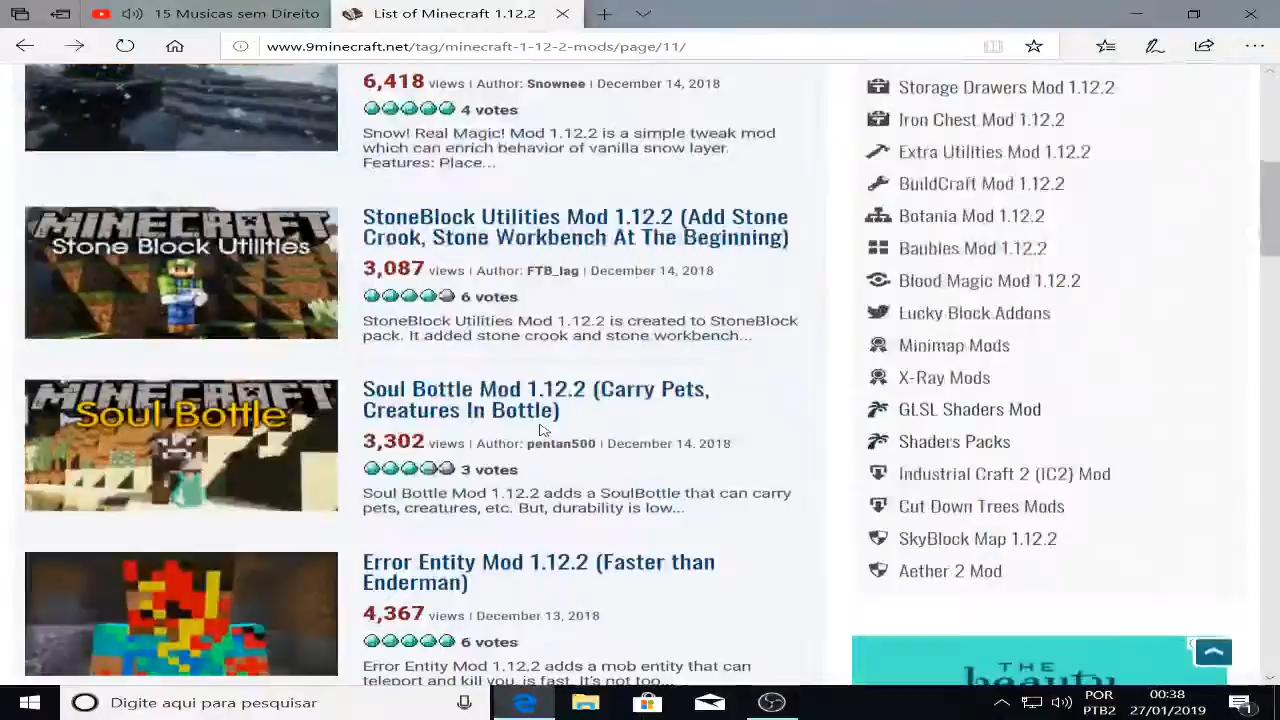 15 Musicas sem Direito
List of Minecraft 1.12.2
www.9minecraft.net/tag/minecraft-1-12-2-mods/page/11/
6,418 views | Author: Snownee | December 14, 2018
4 votes
Snow! Real Magic! Mod 1.12.2 is a simple tweak mod
which can enrich behavior of vanilla snow layer.
Features: Place...
MINECRAFT
Stone Block Utilities
StoneBlock Utilities Mod 1.12.2 (Add Stone
Crook, Stone Workbench At The Beginning)
3,087 views | Author: FTB_lag | December 14, 2018
6 votes
StoneBlock Utilities Mod 1.12.2 is created to StoneBlock
pack. It added stone crook and stone workbench...
MINECRAFT
Soul Bottle
Soul Bottle Mod 1.12.2 (Carry Pets,
Creatures In Bottle)
3,302 views | Author: pentan500 | December 14, 2018
3 votes
Soul Bottle Mod 1.12.2 adds a SoulBottle that can carry
pets, creatures, etc. But, durability is low...
Error Entity Mod 1.12.2 (Faster than
Enderman)
4,367 views | December 13, 2018
6 votes
Error Entity Mod 1.12.2 adds a mob entity that can
teleport and kill you, is fast. It's not too...
Storage Drawers Mod 1.12.2
Iron Chest Mod 1.12.2
Extra Utilities Mod 1.12.2
BuildCraft Mod 1.12.2
Botania Mod 1.12.2
Baubles Mod 1.12.2
Blood Magic Mod 1.12.2
Lucky Block Addons
Minimap Mods
X-Ray Mods
GLSL Shaders Mod
Shaders Packs
Industrial Craft 2 (IC2) Mod
Cut Down Trees Mods
SkyBlock Map 1.12.2
Aether 2 Mod
THE
beauty
Digite aqui para pesquisar
POR
PTB2
00:38
27/01/2019
1